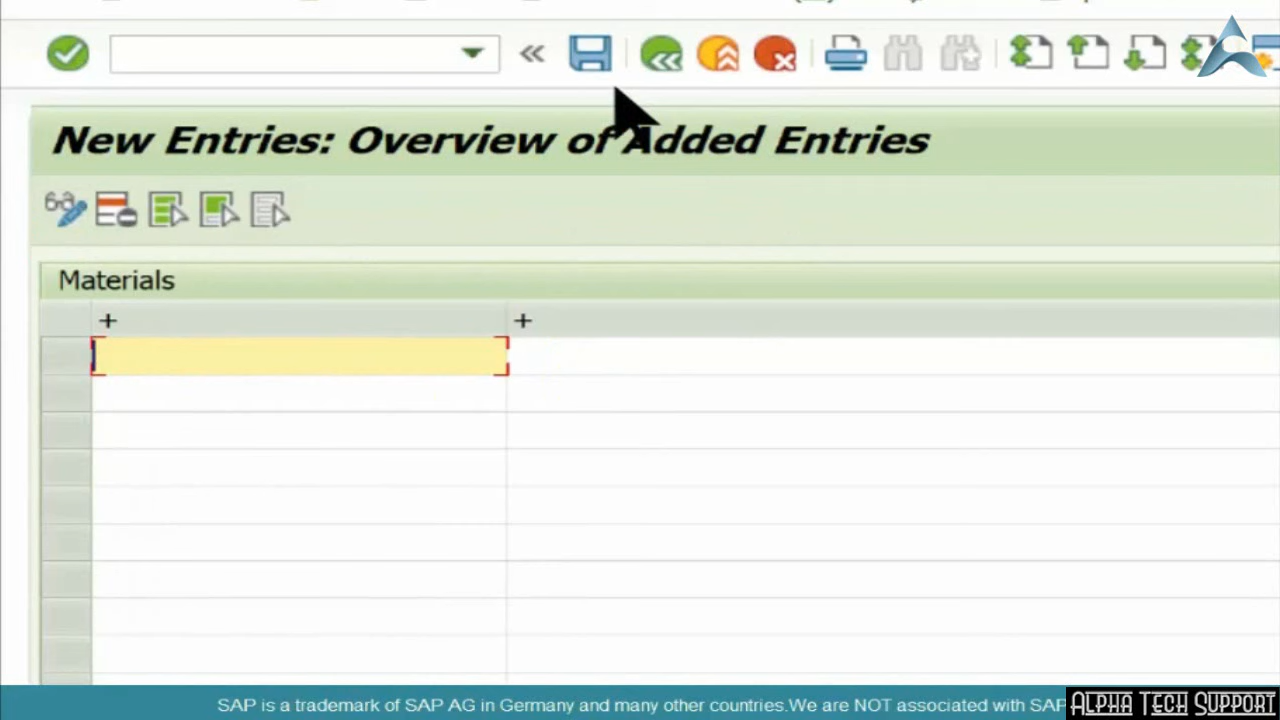 New Entries: Overview of Added Entries
Materials
+ +
SAP is a trademark of SAP AG in Germany and many other countries.We are NOT associated with SAP
Alpha Tech Support